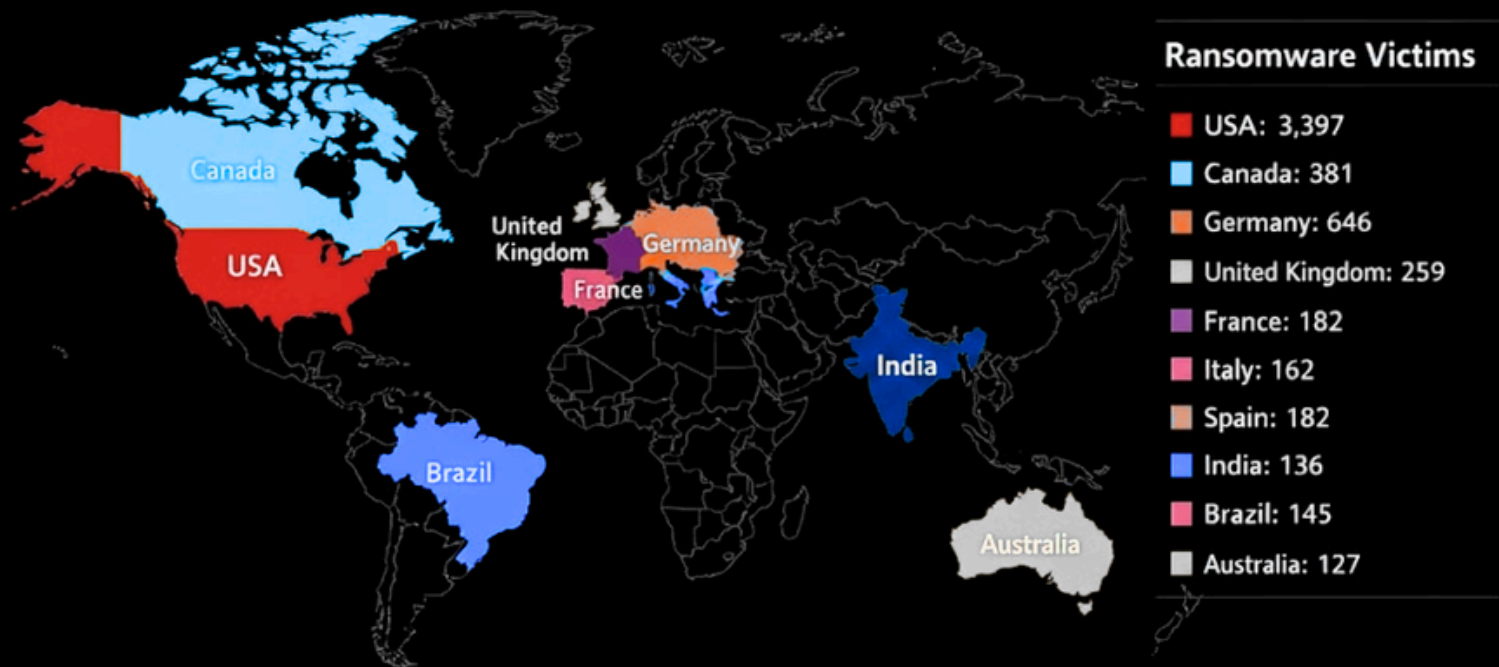 Ransomware Victims
USA: 3,397
Canada: 381
Germany: 646
United Kingdom: 259
France: 182
Italy: 162
Spain: 182
India: 136
Brazil: 145
Australia: 127
Canada
USA
United
Kingdom
Germany
France
India
Brazil
Australia